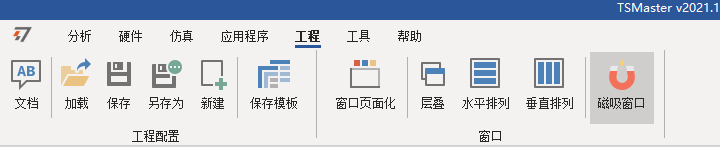 TSMaster v2021.1
分析 硬件 仿真 应用程序 工程 工具 帮助
AB
文档 加载 保存 另存为 新建 保存模板 窗口页面化 层叠 水平排列 垂直排列 磁吸窗口
工程配置 窗口